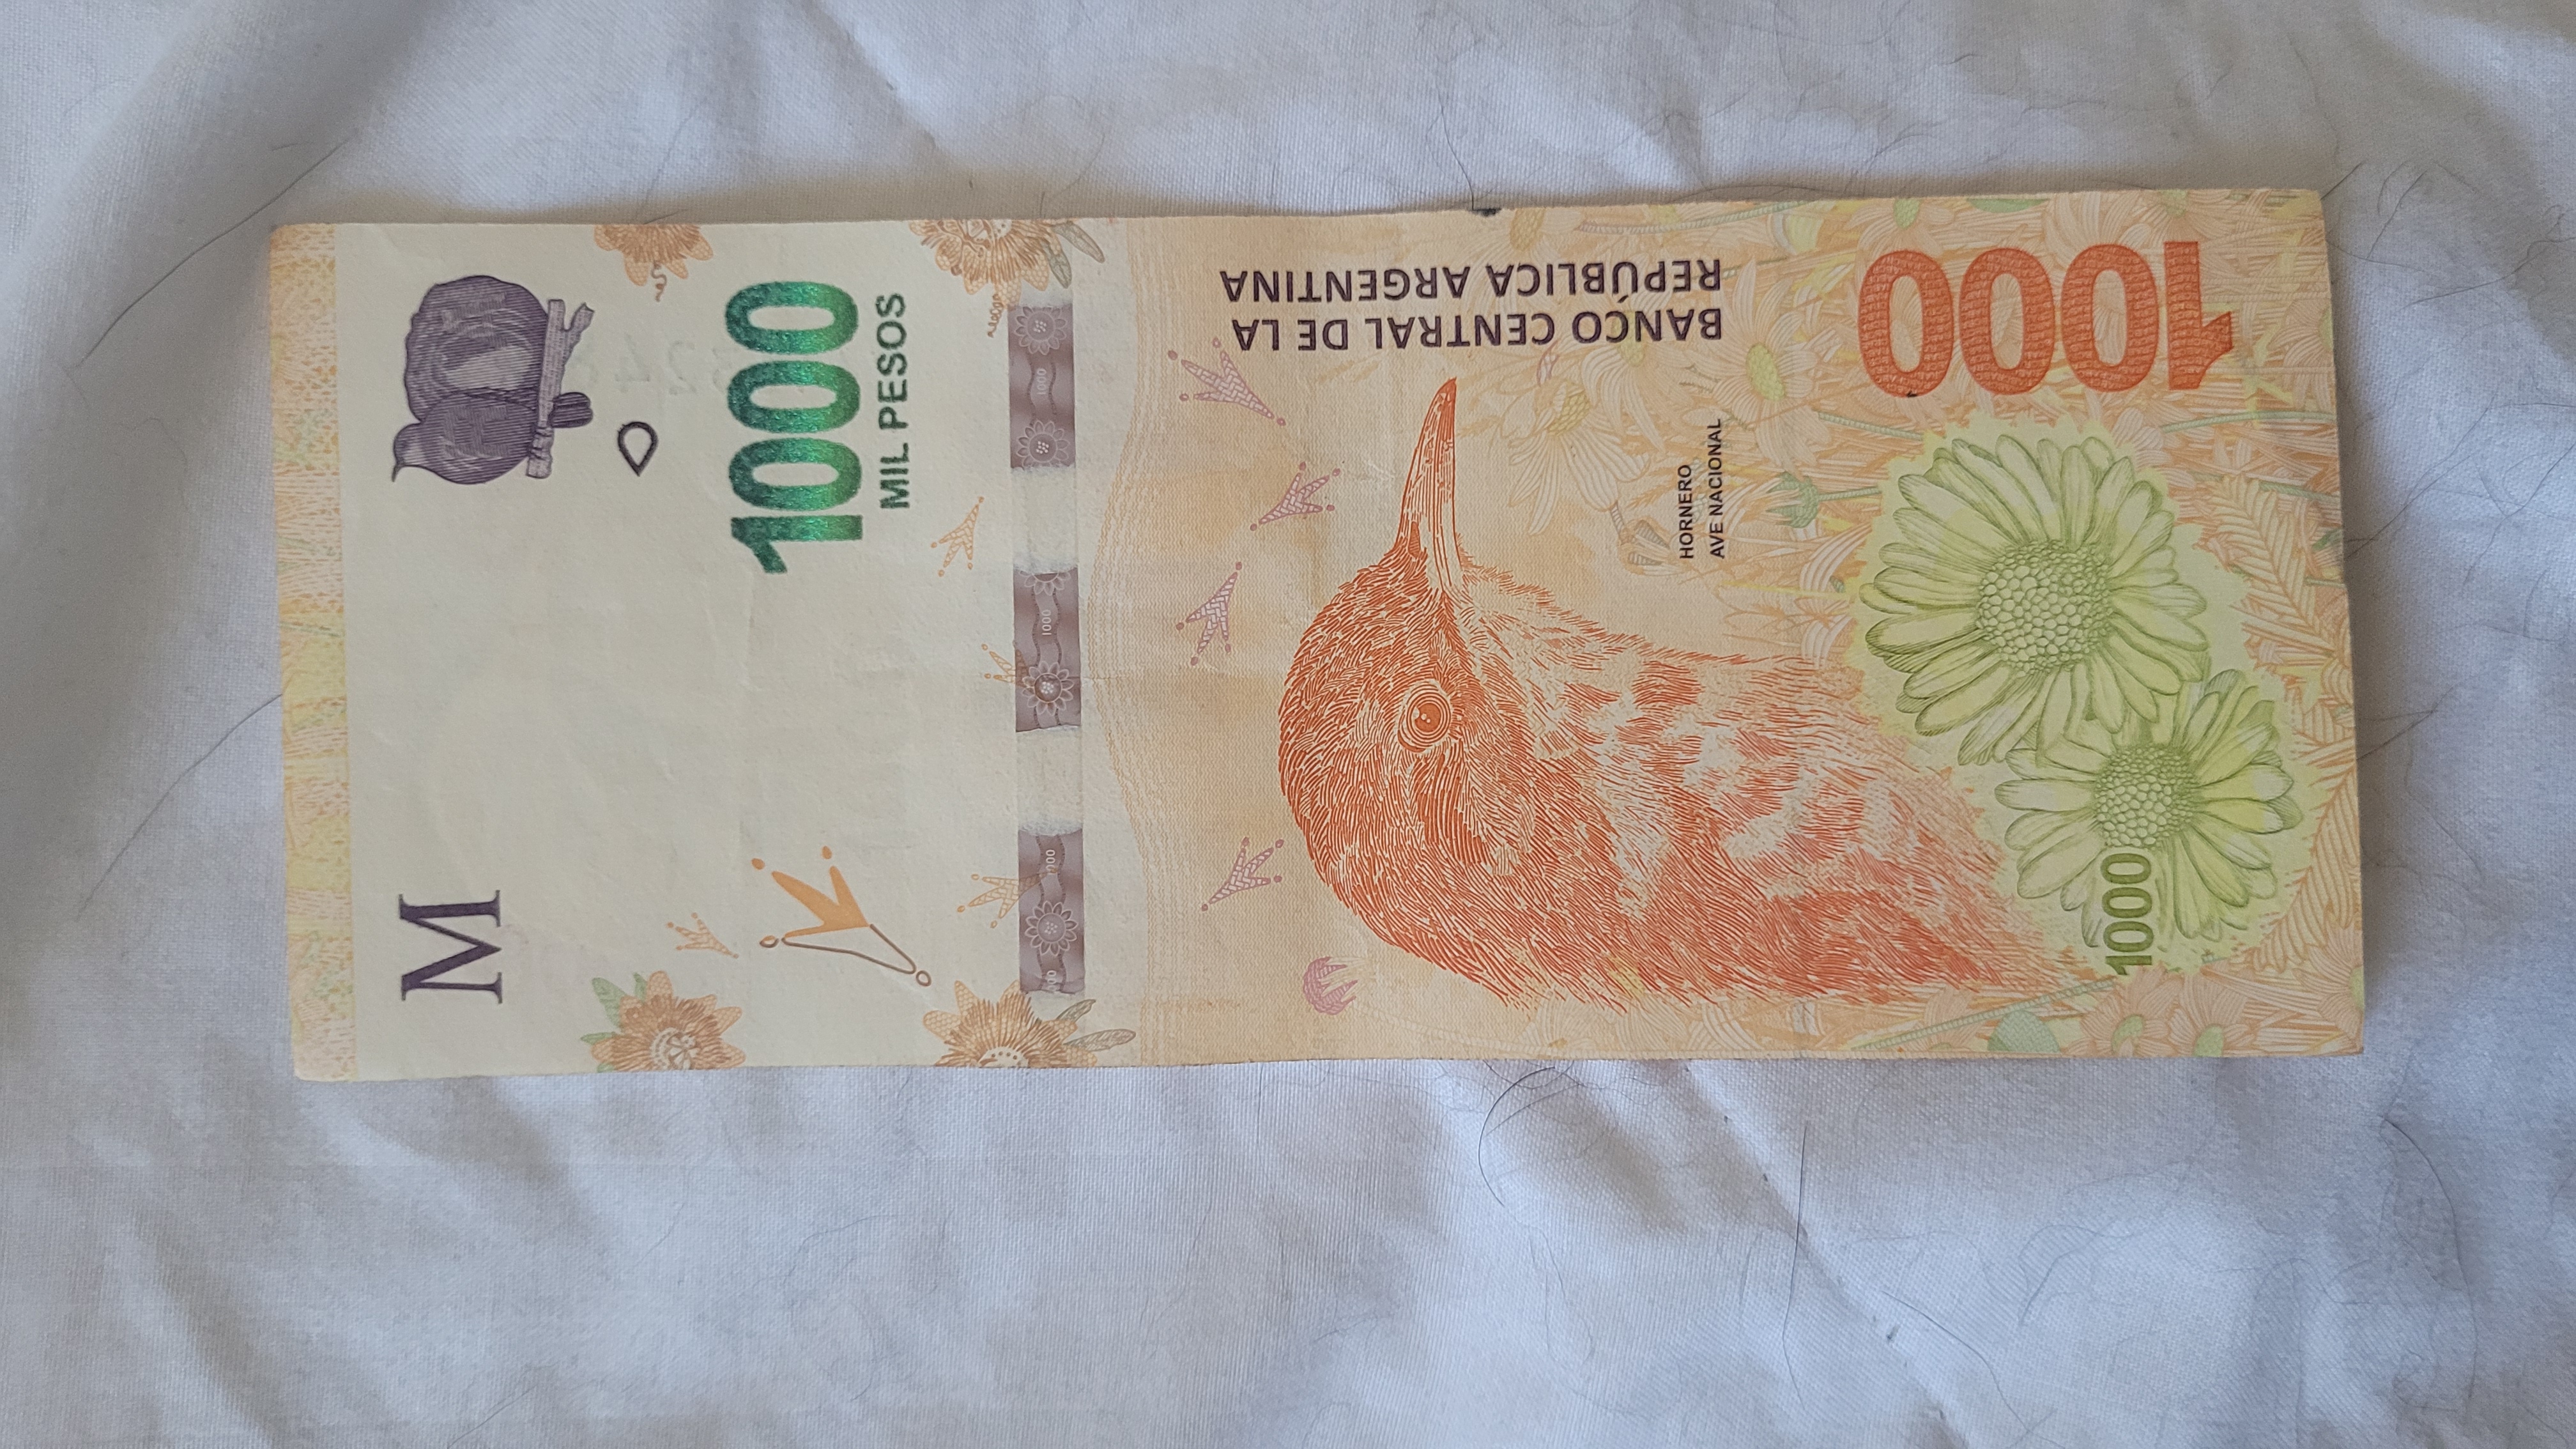 M
1000
MIL PESOS
1000
1000
1000
BANCO CENTRAL DE LA
REPÚBLICA ARGENTINA
HORNERO
AVE NACIONAL
1000
1000